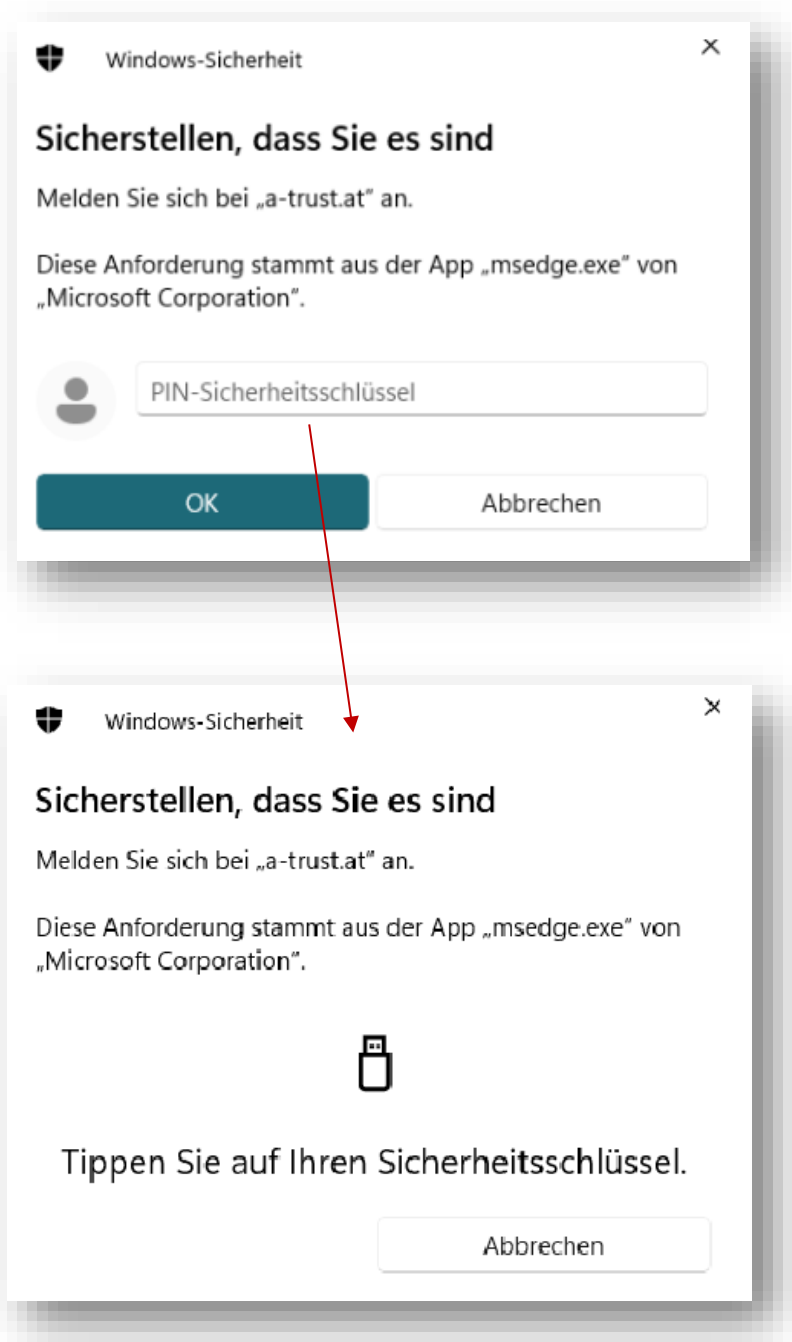 Windows-Sicherheit
Sicherstellen, dass Sie es sind
Melden Sie sich bei „a-trust.at“ an.
Diese Anforderung stammt aus der App „msedge.exe“ von
„Microsoft Corporation“.
PIN-Sicherheitsschlüssel
OK
Abbrechen
Windows-Sicherheit
Sicherstellen, dass Sie es sind
Melden Sie sich bei „a-trust.at“ an.
Diese Anforderung stammt aus der App „msedge.exe“ von
„Microsoft Corporation“.
Tippen Sie auf Ihren Sicherheitsschlüssel.
Abbrechen